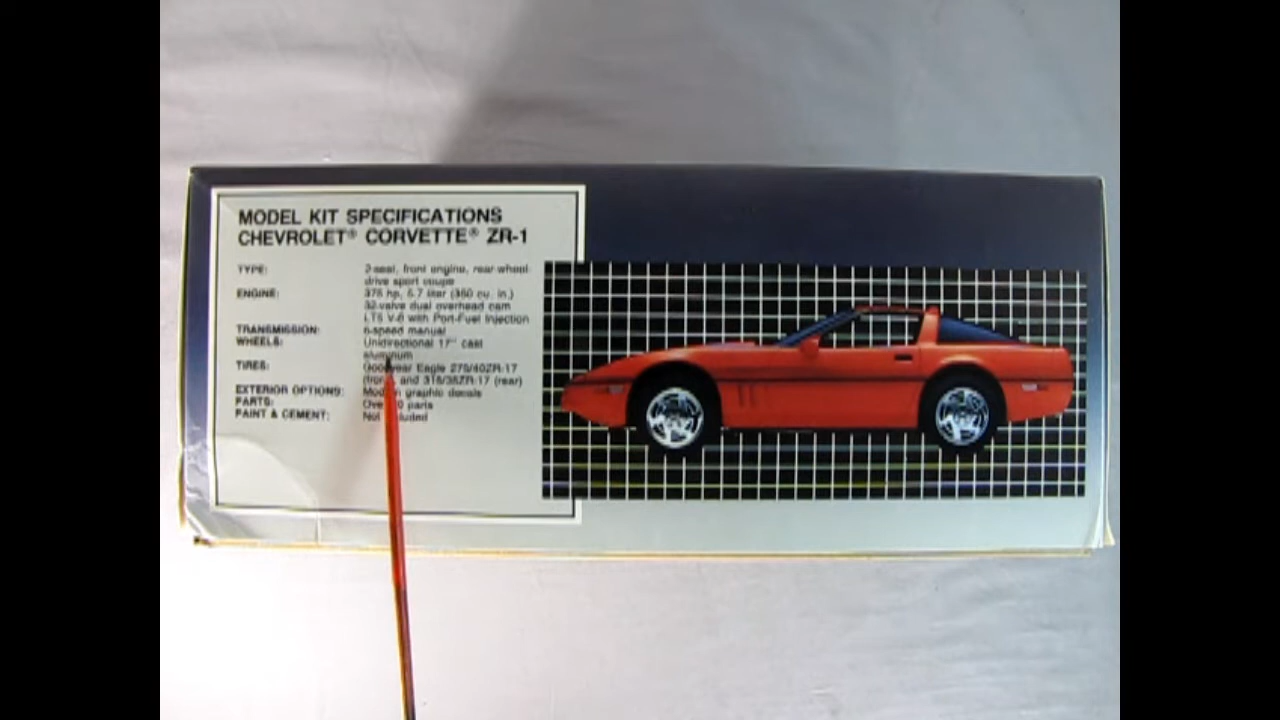 MODEL KIT SPECIFICATIONS
CHEVROLET® CORVETTE® ZR-1
TYPE: 2-seat, front engine, rear wheel
drive sport coupe
ENGINE: 375 hp, 5.7 liter (350 cu. in.)
32-valve dual overhead cam
LT5 V-8 with Port-Fuel Injection
TRANSMISSION: 6-speed manual
WHEELS: Unidirectional 17" cast
aluminum
TIRES: Eagle 275/40ZR-17
and 315/35ZR-17 (rear)
EXTERIOR OPTIONS: graphic decals
PARTS: parts
PAINT & CEMENT: Not